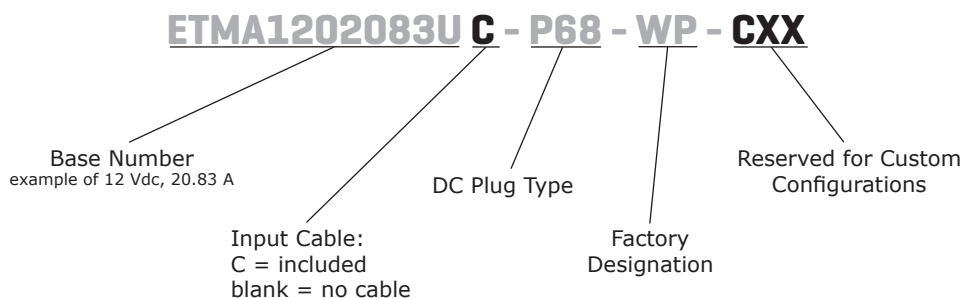 ETMA1202083U C - P68 - WP - CXX
Base Number
example of 12 Vdc, 20.83 A
Input Cable:
C = included
blank = no cable
DC Plug Type
Factory
Designation
Reserved for Custom
Configurations